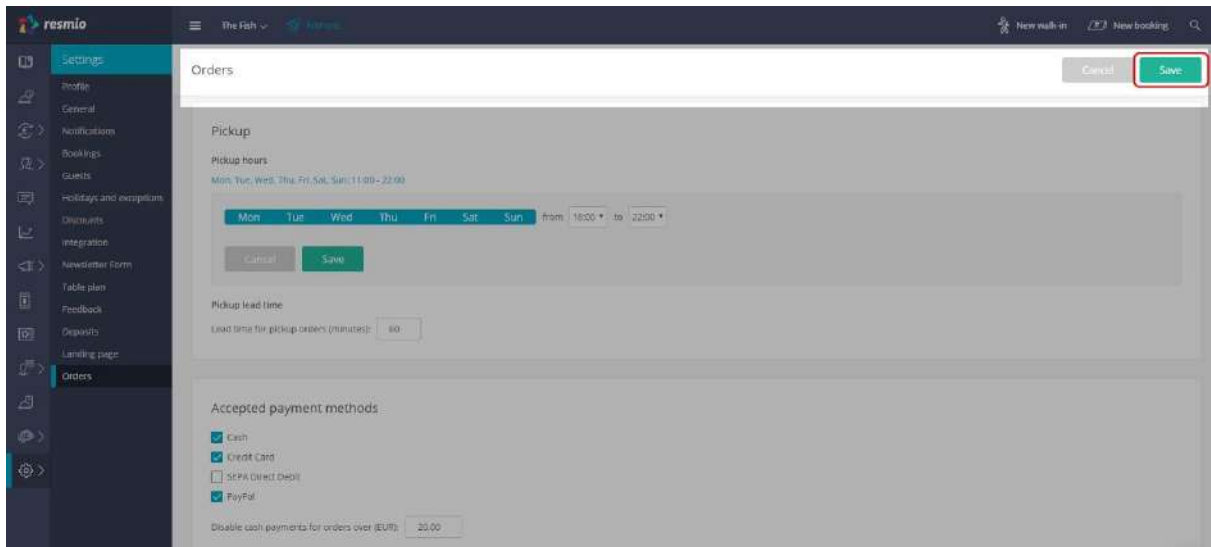 resmio
The Fish
New walk-in
New booking
Settings
Profile
General
Notifications
Bookings
Guests
Holidays and exceptions
Discounts
Integration
Newsletter Form
Table plan
Feedback
Deposits
Landing page
Orders
Orders
Cancel
Save
Pickup
Pickup hours
Mon, Tue, Wed, Thu, Fri, Sat, Sun: 11:00 - 22:00
Mon Tue Wed Thu Fri Sat Sun from 18:00 to 22:00
Cancel Save
Pickup lead time
Lead time for pickup orders (minutes): 60
Accepted payment methods
Cash
Credit Card
SEPA Direct Debit
PayPal
Disable cash payments for orders over (EUR): 20.00